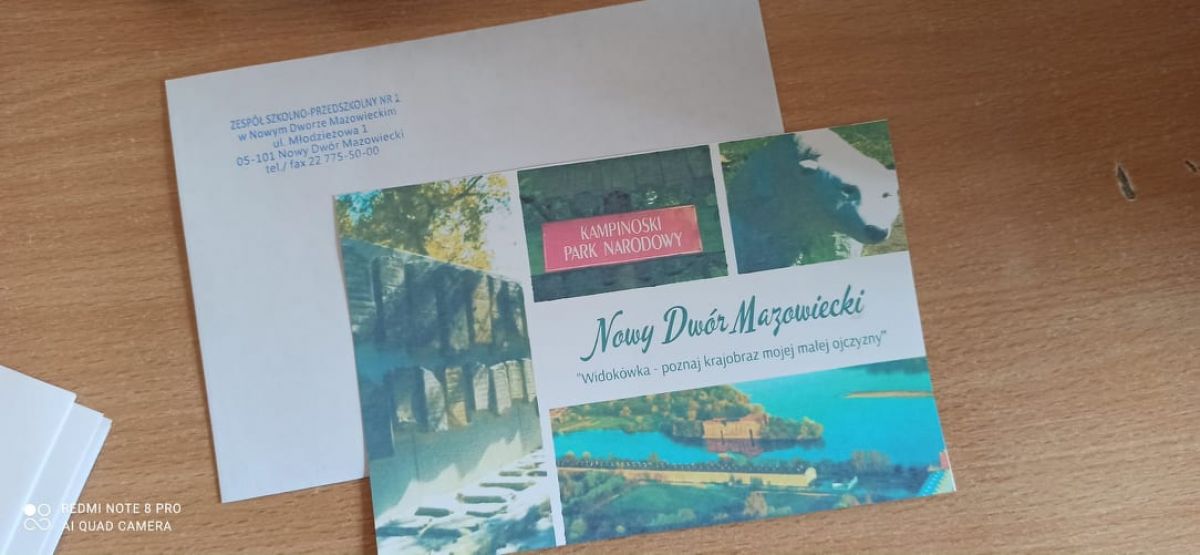 ZESPÓŁ SZKOLNO-PRZEDSZKOLNY NR 1
w Nowym Dworze Mazowieckim
ul. Młodzieżowa 1
05-101 Nowy Dwór Mazowiecki
tel./ fax 22 775-50-00
KAMPINOSKI
PARK NARODOWY
Nowy Dwór Mazowiecki
"Widokówka - poznaj krajobraz mojej małej ojczyzny"
REDMI NOTE 8 PRO
AI QUAD CAMERA